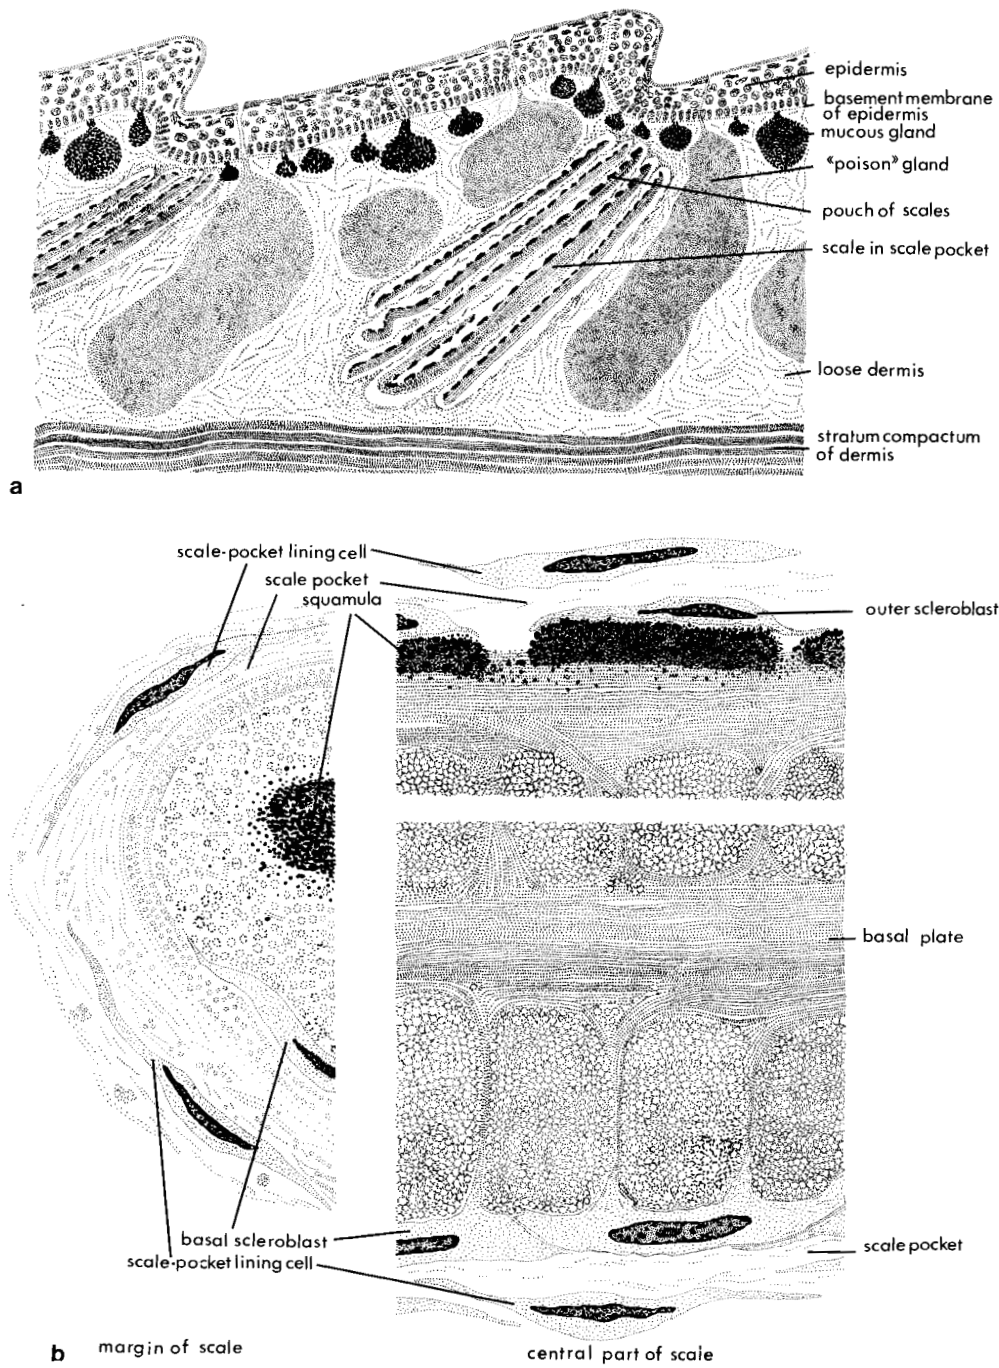 epidermis
basement membrane
of epidermis
mucous gland
«poison» gland
pouch of scales
scale in scale pocket
loose dermis
stratum compactum
of dermis
a
scale-pocket lining cell
scale pocket
squamula
outer scleroblast
basal plate
basal scleroblast
scale-pocket lining cell
scale pocket
b
margin of scale
central part of scale